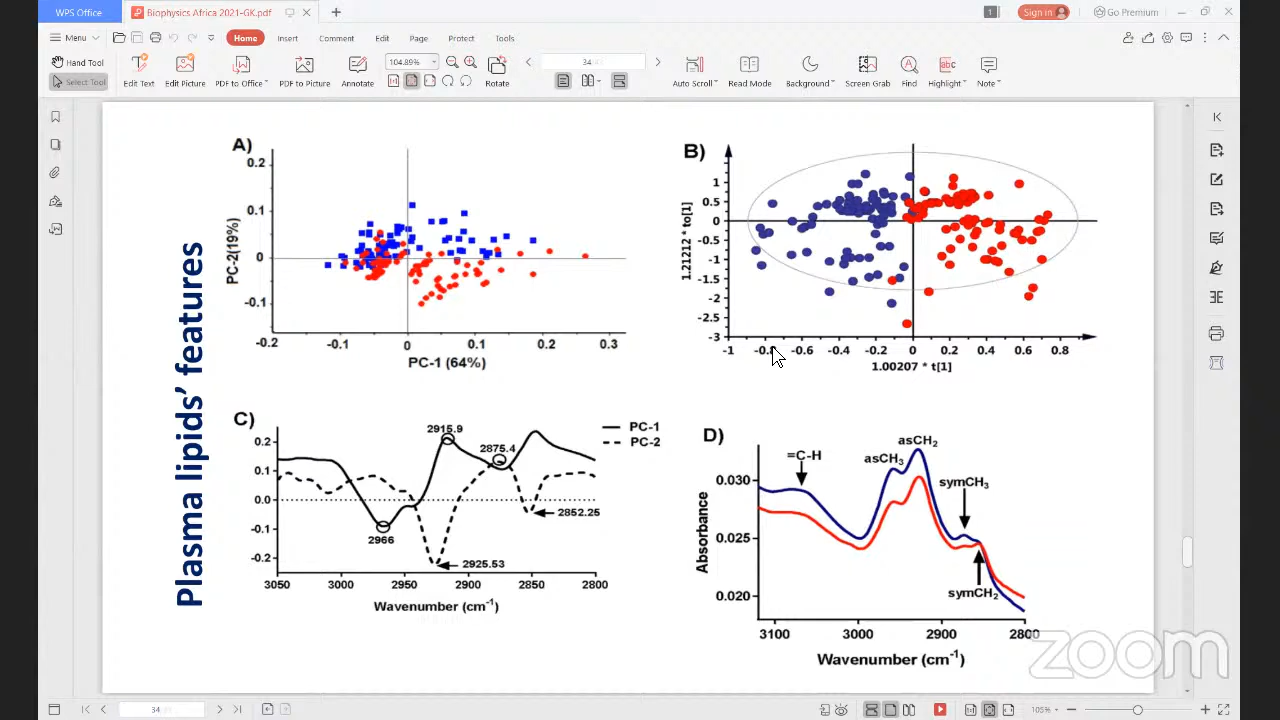 WPS Office
Biophysics Africa 2021-GK.pdf
1
Sign in
Go Premium
Menu
Home
Insert
Comment
Edit
Page
Protect
Tools
Hand Tool
Select Tool
Edit Text
Edit Picture
PDF to Office
PDF to Picture
Annotate
104.89%
Rotate
34
Auto Scroll
Read Mode
Background
Screen Grab
Find
Highlight
Note
Plasma lipids' features
A)
0.2
0.1
0
-0.1
PC-2(19%)
-0.2
-0.1
0
0.1
0.2
0.3
PC-1 (64%)
B)
1
0.5
0
-0.5
-1
-1.5
-2
-2.5
-3
1.21212 * to[1]
-1
-0.8
-0.6
-0.4
-0.2
0
0.2
0.4
0.6
0.8
1.00207 * t[1]
C)
0.2
0.1
0.0
-0.1
-0.2
2915.9
2875.4
PC-1
PC-2
2852.25
2966
2925.53
3050
3000
2950
2900
2850
2800
Wavenumber (cm⁻¹)
D)
=C-H
asCH₃
asCH₂
symCH₃
symCH₂
0.030
0.025
0.020
Absorbance
3100
3000
2900
2800
Wavenumber (cm⁻¹)
zoom
34
105%